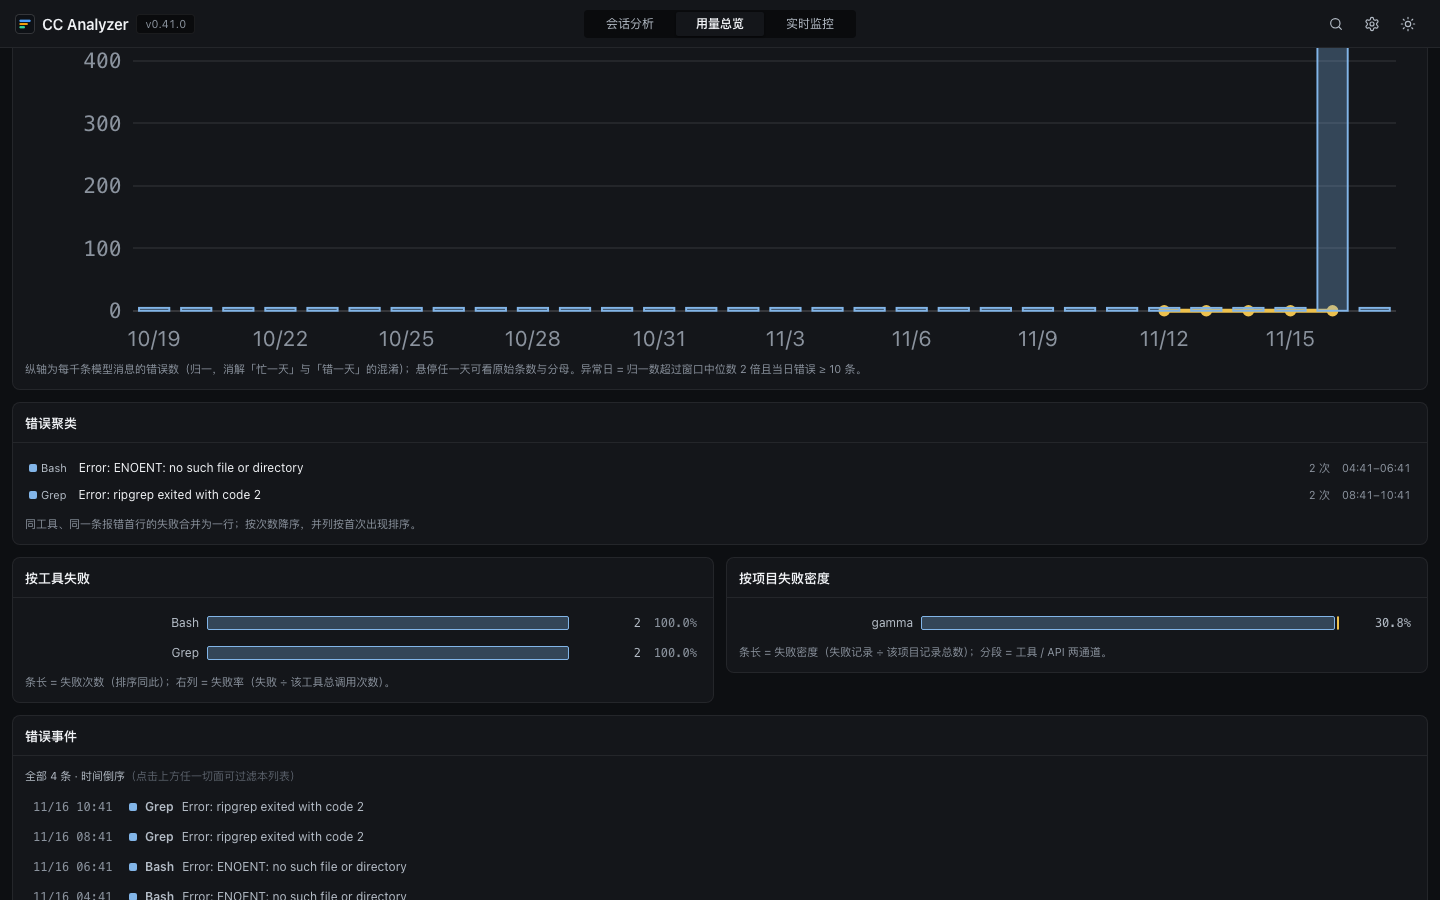 CC Analyzer v0.41.0 会话分析 用量总览 实时监控
400
300
200
100
0
10/19 10/22 10/25 10/28 10/31 11/3 11/6 11/9 11/12 11/15
纵轴为每千条模型消息的错误数（归一，消解「忙一天」与「错一天」的混淆）；悬停任一天可看原始条数与分母。异常日 = 归一数超过窗口中位数 2 倍且当日错误 ≥ 10 条。
错误聚类
Bash Error: ENOENT: no such file or directory 2 次 04:41–06:41
Grep Error: ripgrep exited with code 2 2 次 08:41–10:41
同工具、同一条报错首行的失败合并为一行；按次数降序，并列按首次出现排序。
按工具失败
Bash 2 100.0%
Grep 2 100.0%
条长 = 失败次数（排序同此）；右列 = 失败率（失败 ÷ 该工具总调用次数）。
按项目失败密度
gamma 30.8%
条长 = 失败密度（失败记录 ÷ 该项目记录总数）；分段 = 工具 / API 两通道。
错误事件
全部 4 条 · 时间倒序（点击上方任一切面可过滤本列表）
11/16 10:41 Grep Error: ripgrep exited with code 2
11/16 08:41 Grep Error: ripgrep exited with code 2
11/16 06:41 Bash Error: ENOENT: no such file or directory
11/16 04:41 Bash Error: ENOENT: no such file or directory